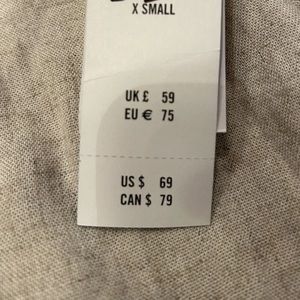 X SMALL
UK £ 59
EU € 75
US $ 69
CAN $ 79